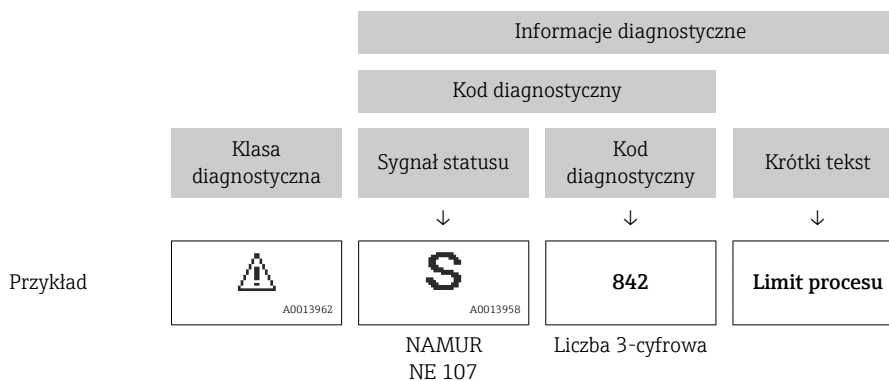 Informacje diagnostyczne
Kod diagnostyczny
Klasa
diagnostyczna
Sygnał statusu
Kod
diagnostyczny
Krótki tekst
↓ ↓ ↓
Przykład
A0013962
S
A0013958
842
Limit procesu
NAMUR
NE 107
Liczba 3-cyfrowa